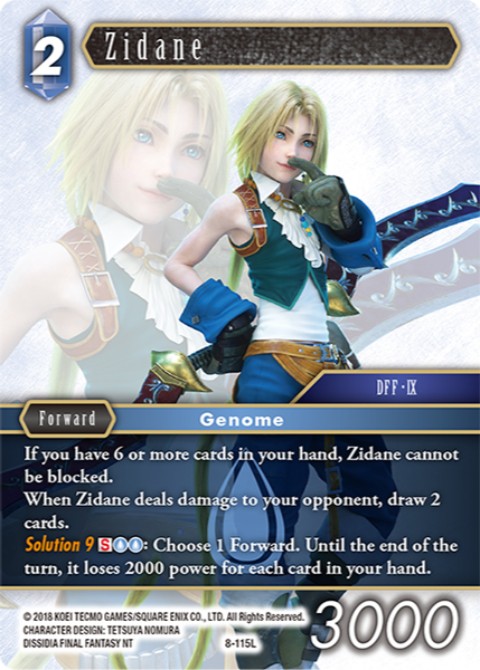 2
Zidane
DFF·IX
Forward
Genome
If you have 6 or more cards in your hand, Zidane cannot
be blocked.
When Zidane deals damage to your opponent, draw 2
cards.
Solution 9 S: Choose 1 Forward. Until the end of the
turn, it loses 2000 power for each card in your hand.
© 2018 KOEI TECMO GAMES/SQUARE ENIX CO., LTD. All Rights Reserved.
CHARACTER DESIGN: TETSUYA NOMURA
DISSIDIA FINAL FANTASY NT
8-115L
3000